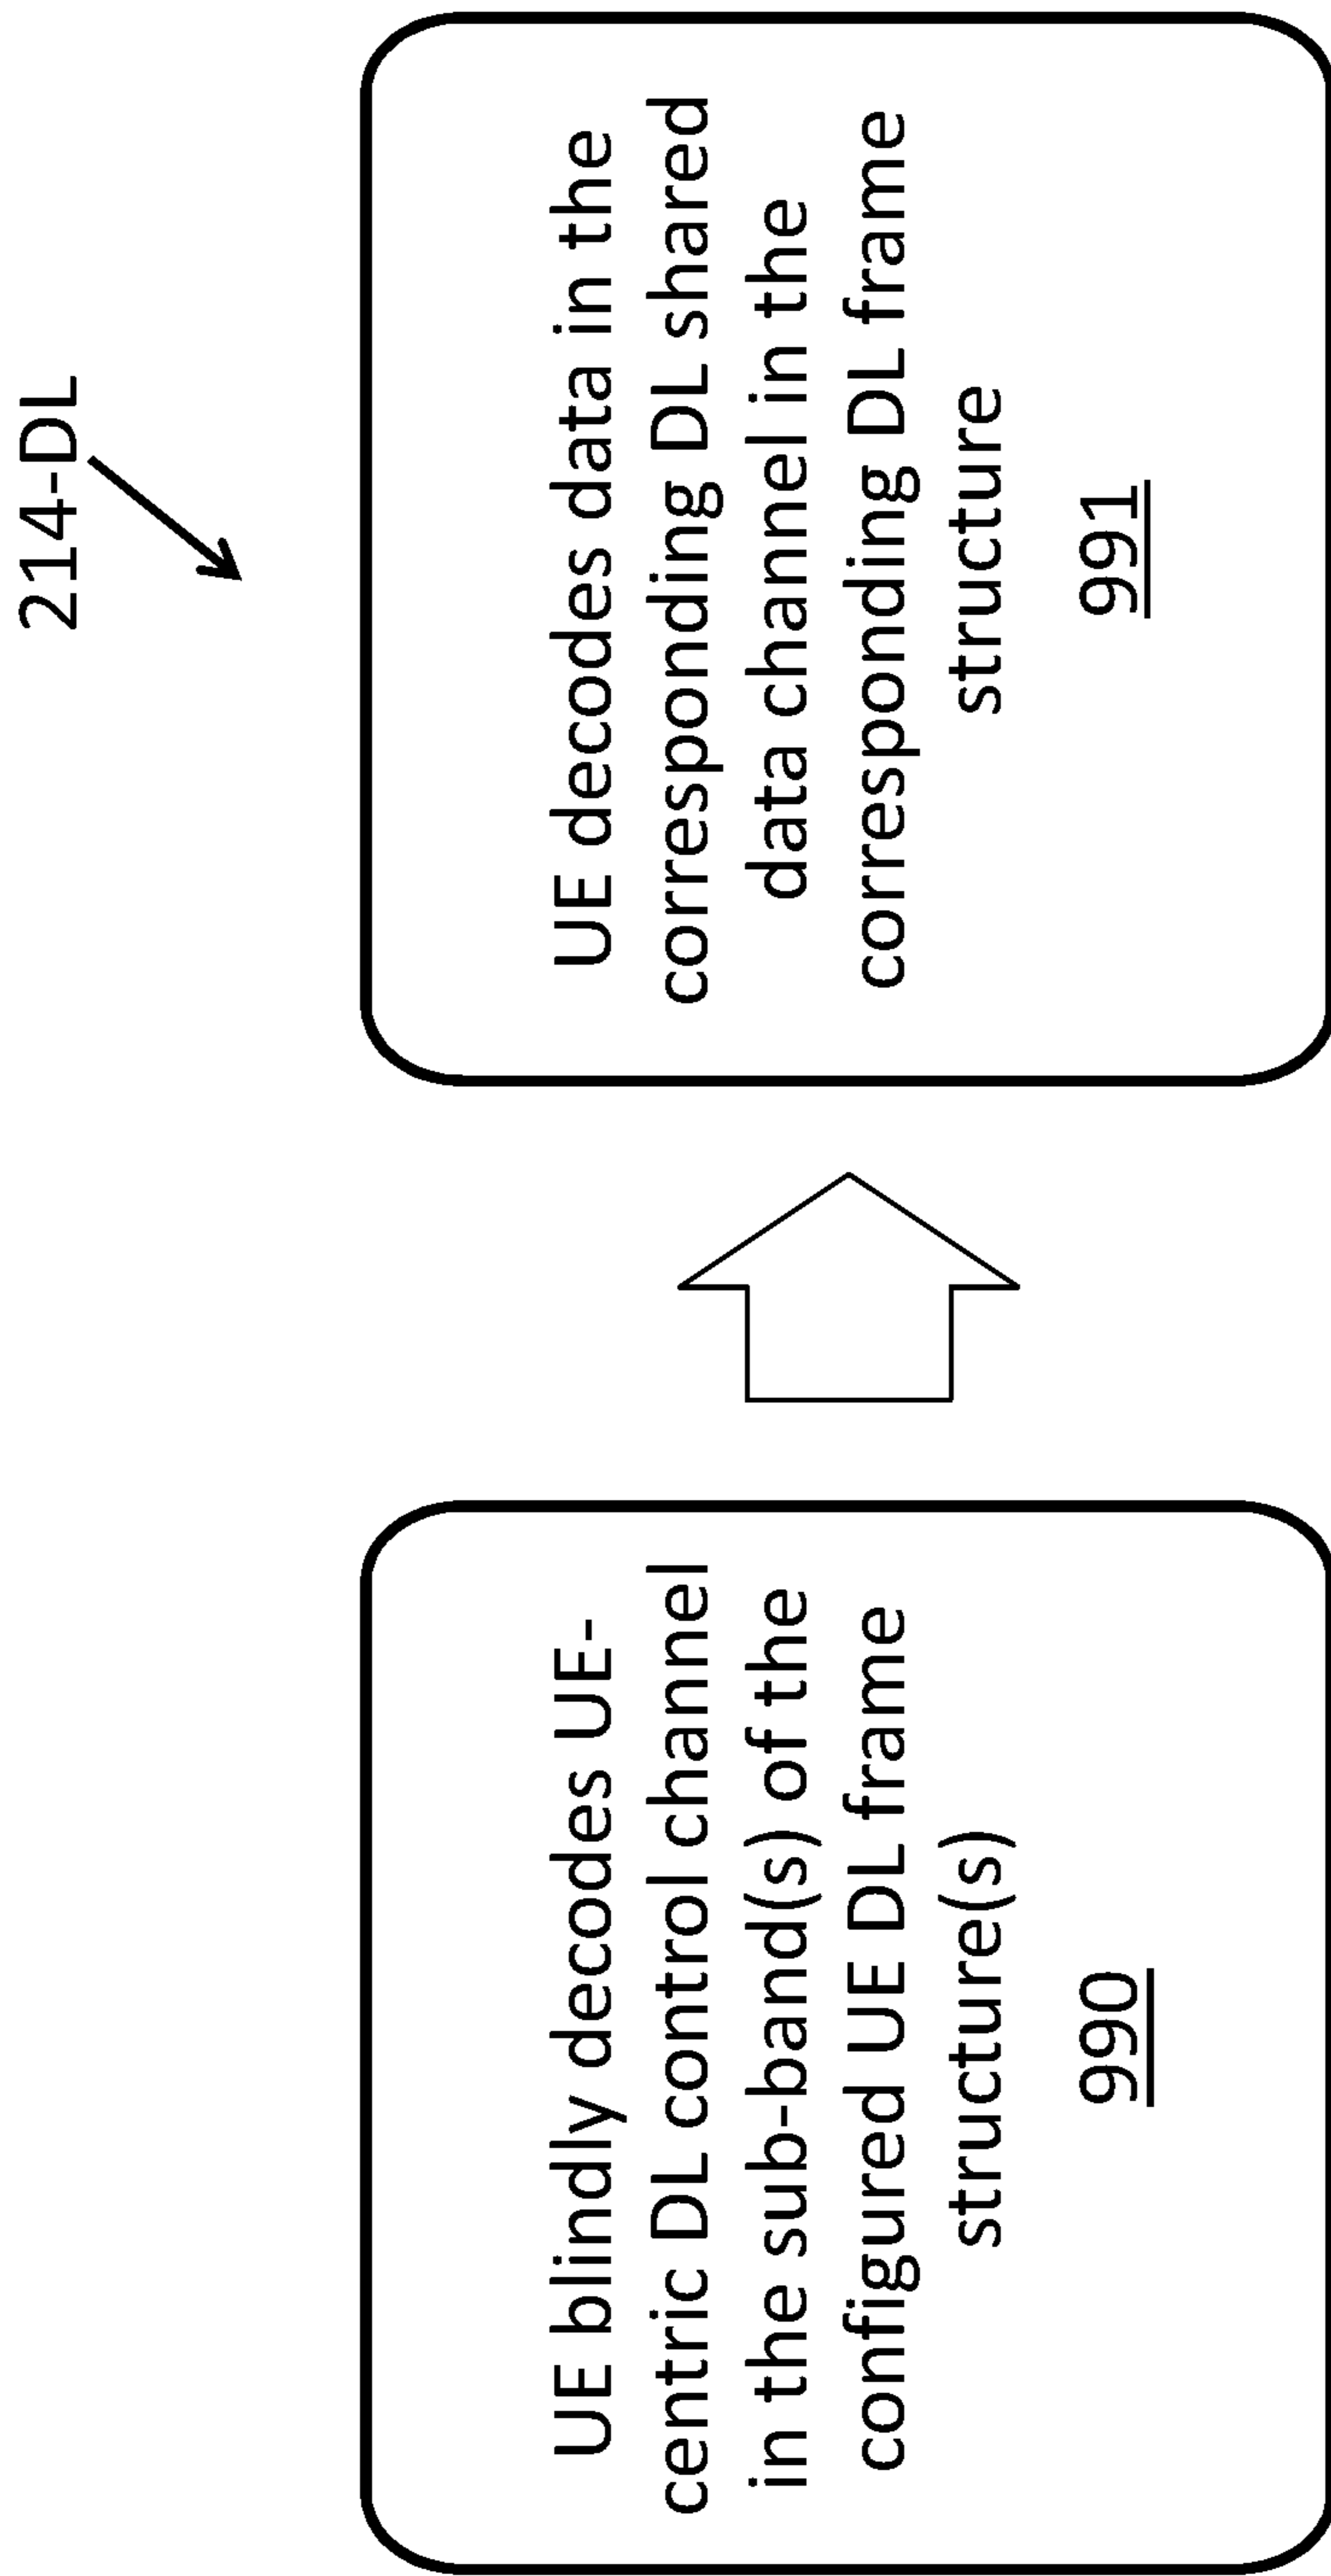 214-DL
UE blindly decodes UE-
centric DL control channel
in the sub-band(s) of the
configured UE DL frame
structure(s)
990
UE decodes data in the
corresponding DL shared
data channel in the
corresponding DL frame
structure
991